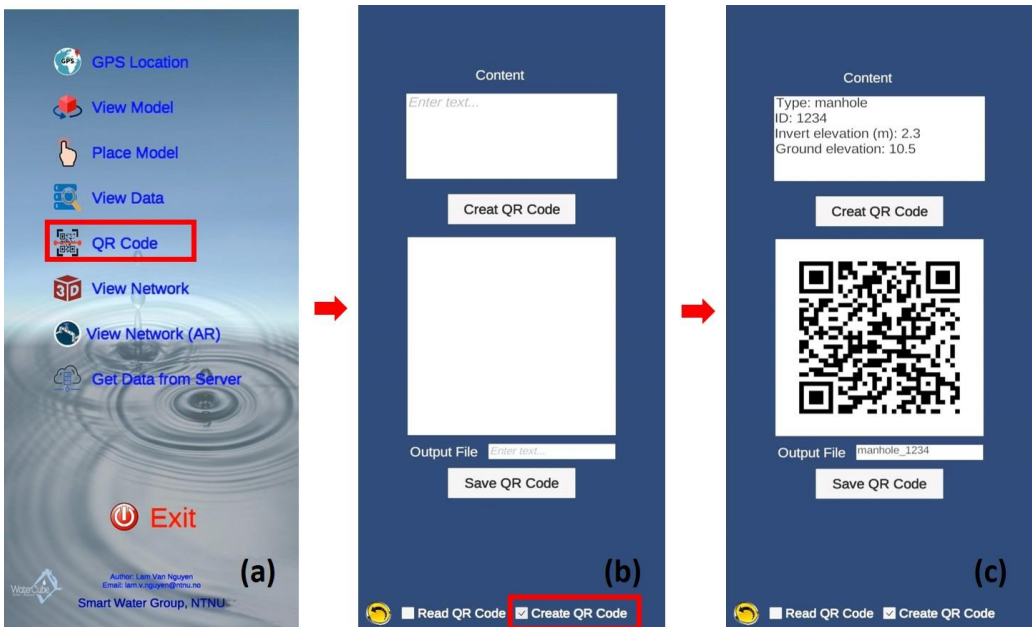 GPS
GPS Location
View Model
Place Model
View Data
QR Code
3D
View Network
View Network (AR)
Get Data from Server
Exit
Author: Lam Van Nguyen
Email: lam.v.nguyen@ntnu.no
WaterCube
Smart Water Group, NTNU
(a)
Content
Enter text...
Creat QR Code
Output File Enter text...
Save QR Code
(b)
Read QR Code Create QR Code
Content
Type: manhole
ID: 1234
Invert elevation (m): 2.3
Ground elevation: 10.5
Creat QR Code
Output File manhole_1234
Save QR Code
(c)
Read QR Code Create QR Code